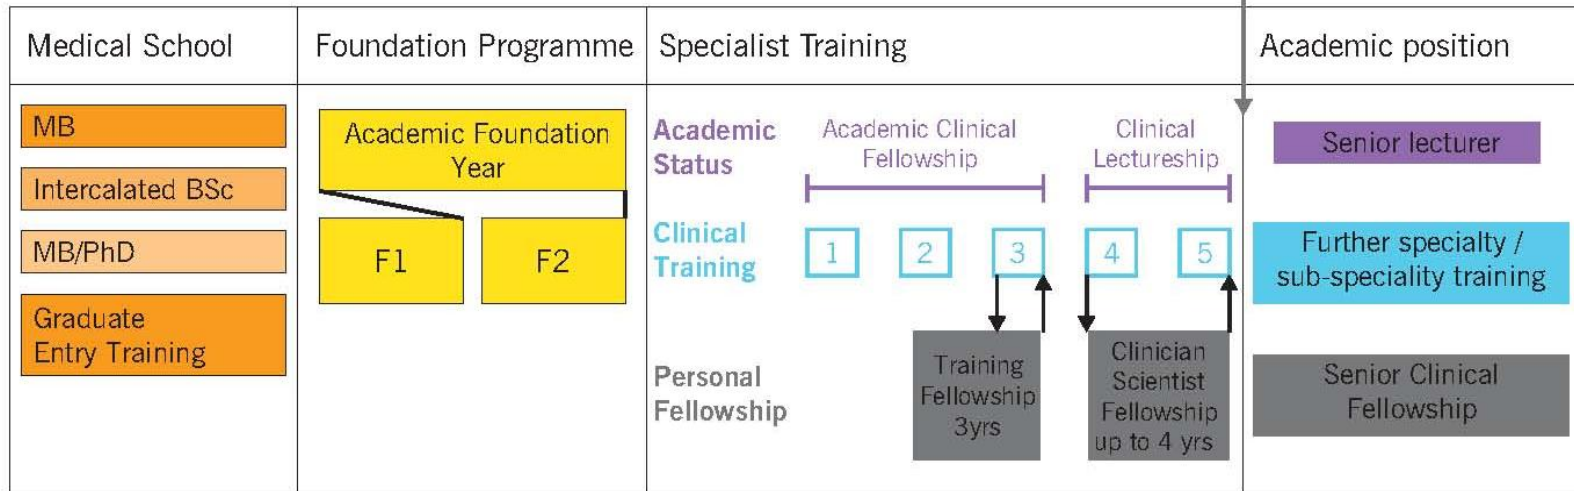 Medical School
Foundation Programme
Specialist Training
Academic position
MB
Intercalated BSc
MB/PhD
Graduate
Entry Training
Academic Foundation
Year
F1
F2
Academic
Status
Academic Clinical
Fellowship
Clinical
Lectureship
Clinical
Training
1
2
3
4
5
Personal
Fellowship
Training
Fellowship
3yrs
Clinician
Scientist
Fellowship
up to 4 yrs
Senior lecturer
Further specialty /
sub-speciality training
Senior Clinical
Fellowship